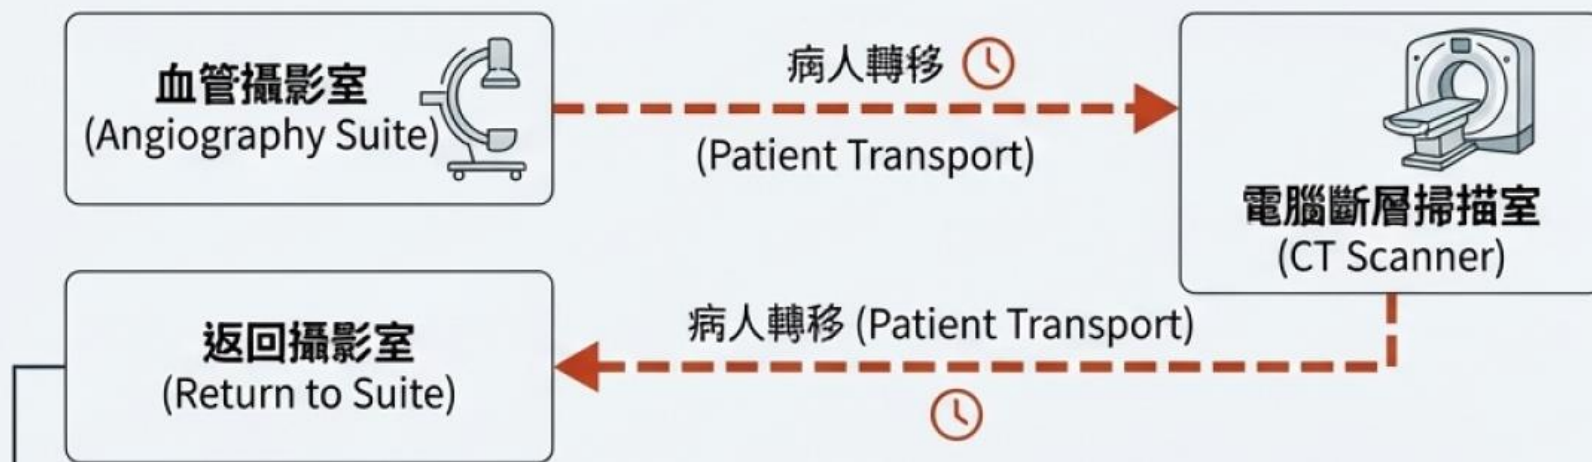 血管攝影室
(Angiography Suite)
病人轉移
(Patient Transport)
電腦斷層掃描室
(CT Scanner)
病人轉移 (Patient Transport)
返回攝影室
(Return to Suite)